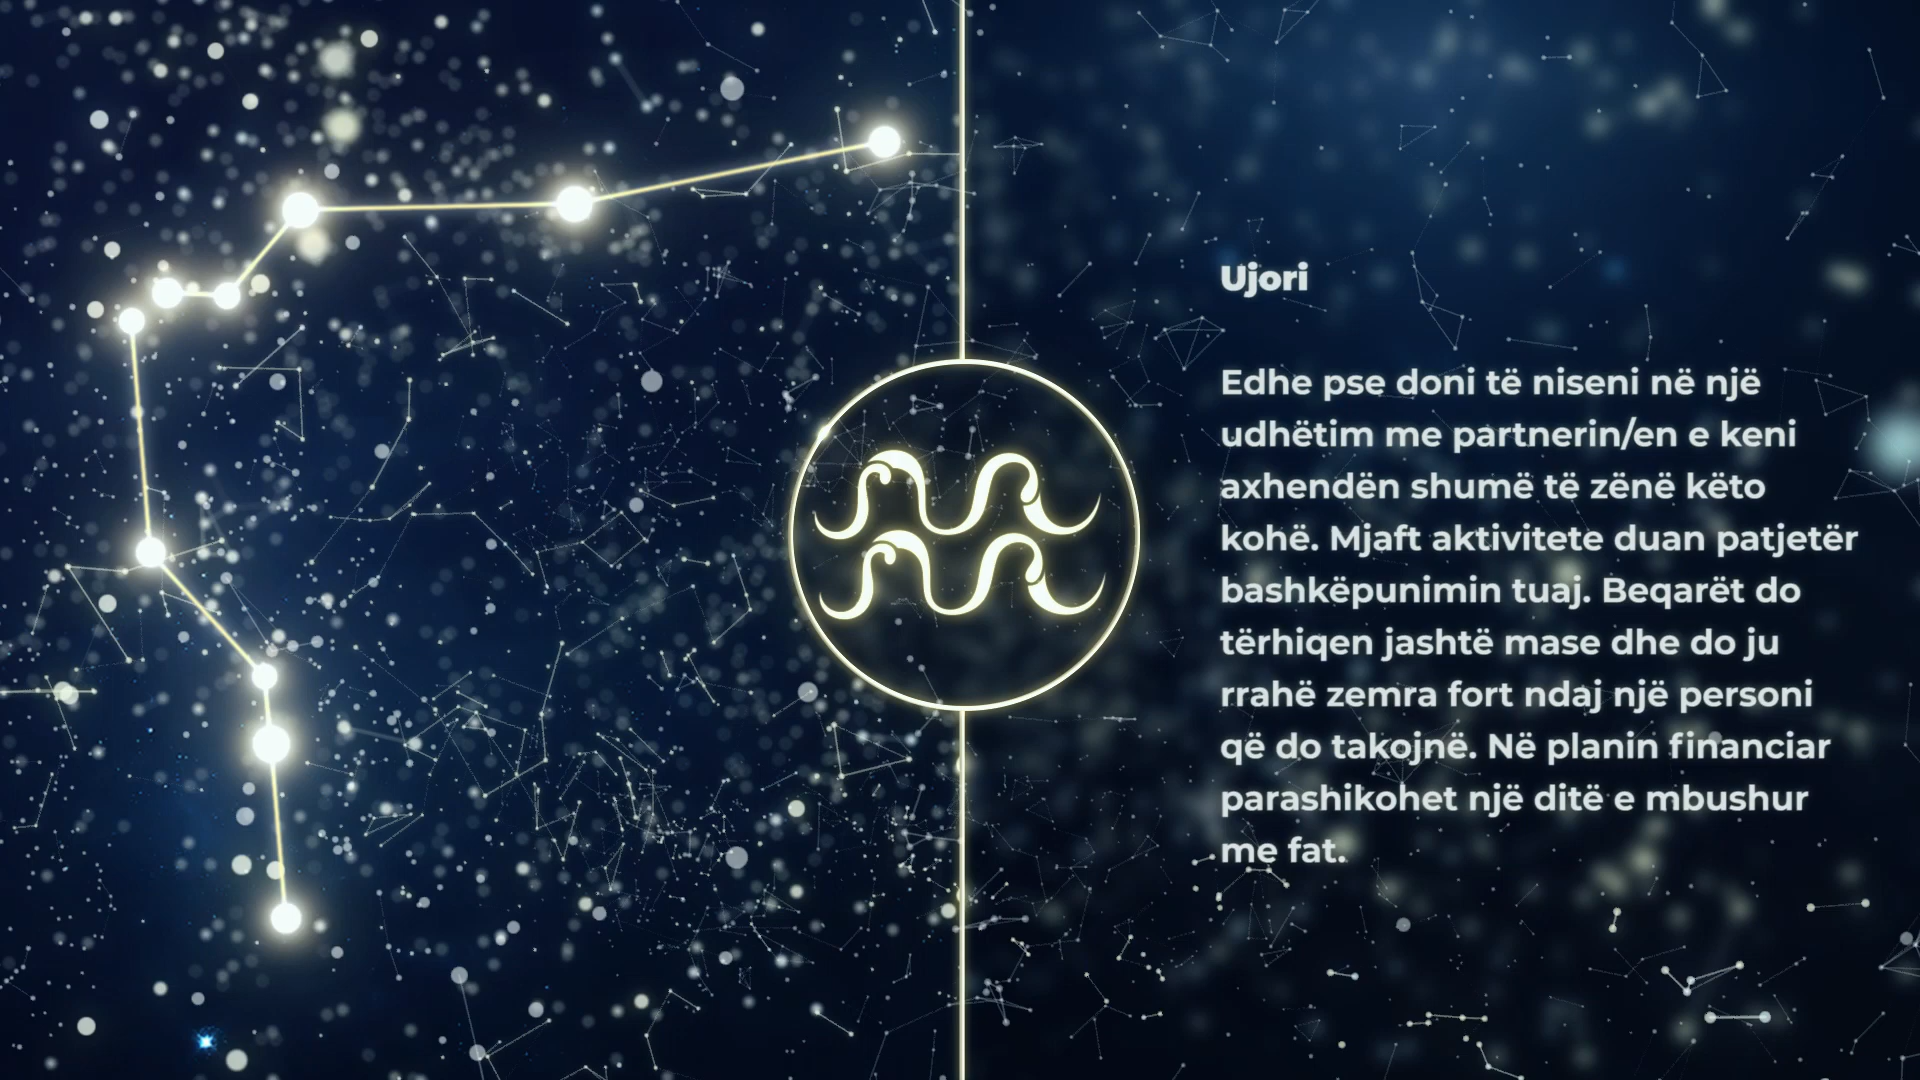 Ujori
Edhe pse doni të niseni në një
udhëtim me partnerin/en e keni
axhendën shumë të zënë këto
kohë. Mjaft aktivitete duan patjetër
bashkëpunimin tuaj. Beqarët do
tërhiqen jashtë mase dhe do ju
rrahë zemra fort ndaj një personi
që do takojnë. Në planin financiar
parashikohet një ditë e mbushur
me fat.